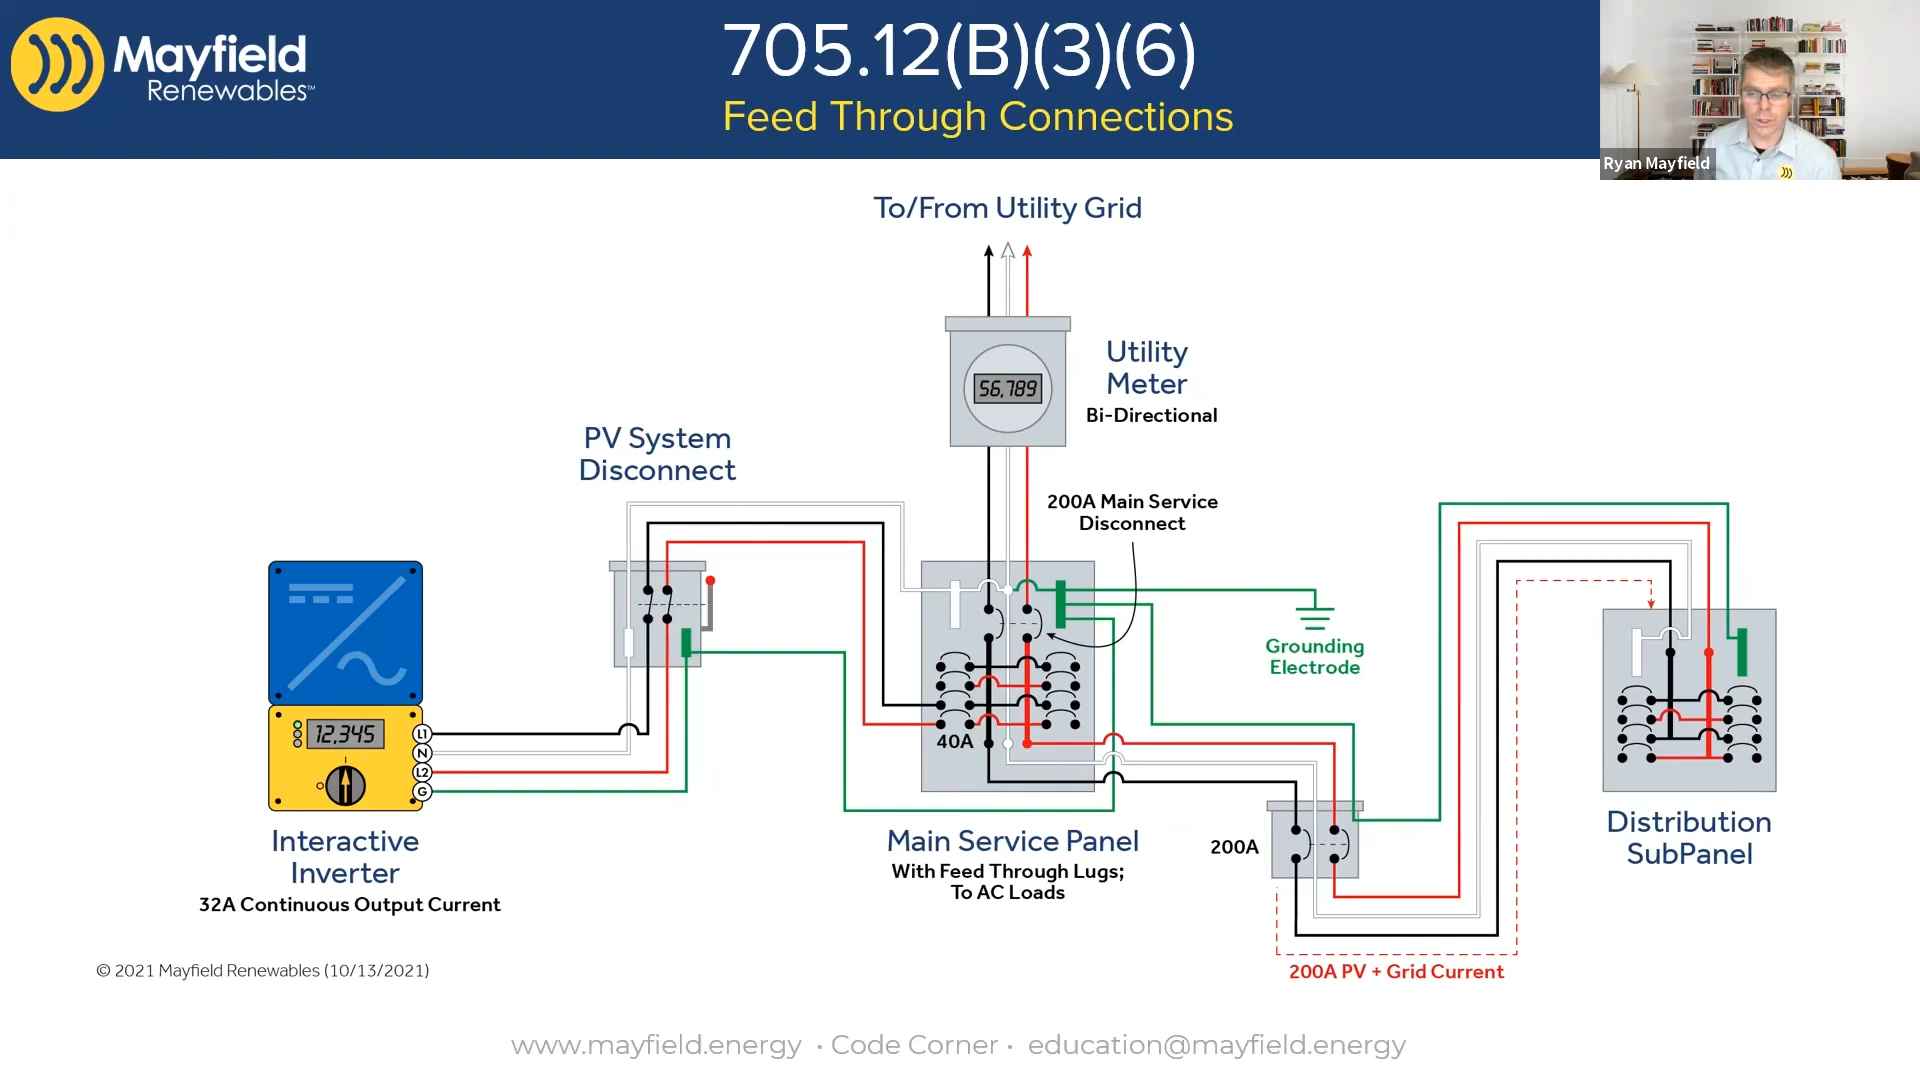 Mayfield
Renewables™
705.12(B)(3)(6)
Feed Through Connections
Ryan Mayfield
To/From Utility Grid
56,789
Utility
Meter
Bi-Directional
PV System
Disconnect
200A Main Service
Disconnect
Grounding
Electrode
12,345
L1
N
L2
G
40A
Interactive
Inverter
32A Continuous Output Current
Main Service Panel
With Feed Through Lugs;
To AC Loads
200A
Distribution
SubPanel
200A PV + Grid Current
© 2021 Mayfield Renewables (10/13/2021)
www.mayfield.energy · Code Corner · education@mayfield.energy